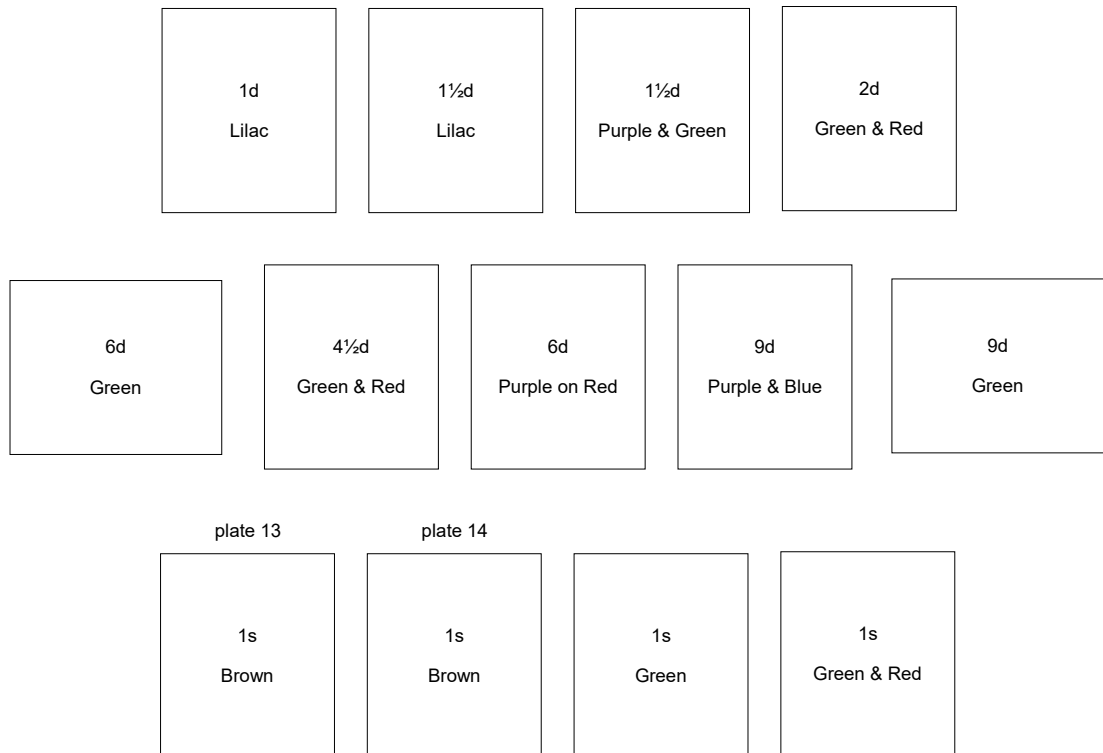 1d
Lilac
1½d
Lilac
1½d
Purple & Green
2d
Green & Red
6d
Green
4½d
Green & Red
6d
Purple on Red
9d
Purple & Blue
9d
Green
plate 13
1s
Brown
plate 14
1s
Brown
1s
Green
1s
Green & Red